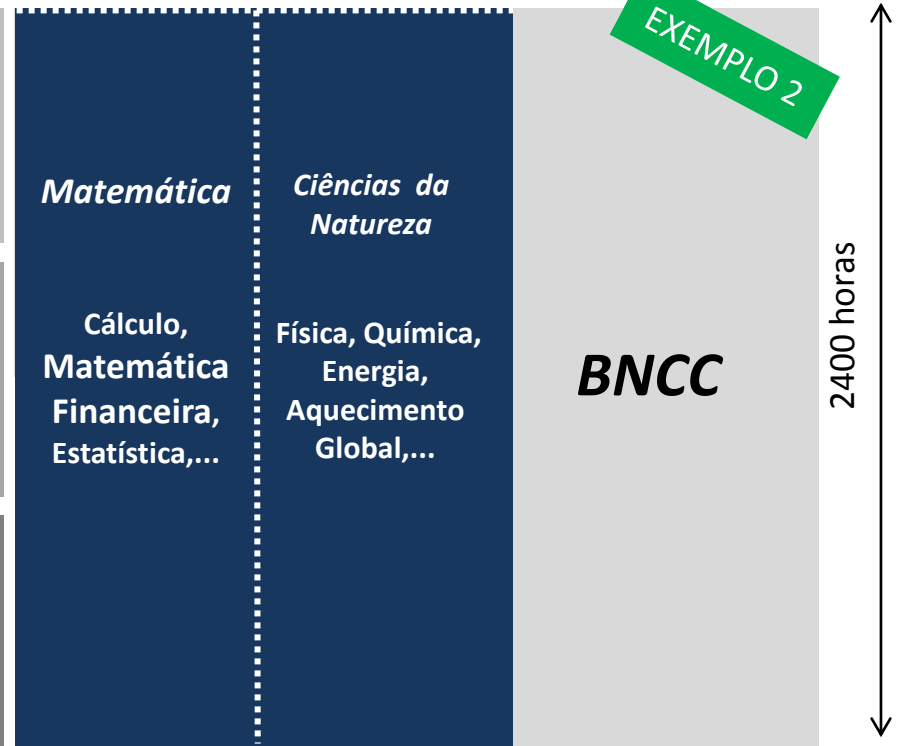 EXEMPLO 2
Matemática
Cálculo,
Matemática
Financeira,
Estatística,...
Ciências da
Natureza
Física, Química,
Energia,
Aquecimento
Global,...
BNCC
2400 horas